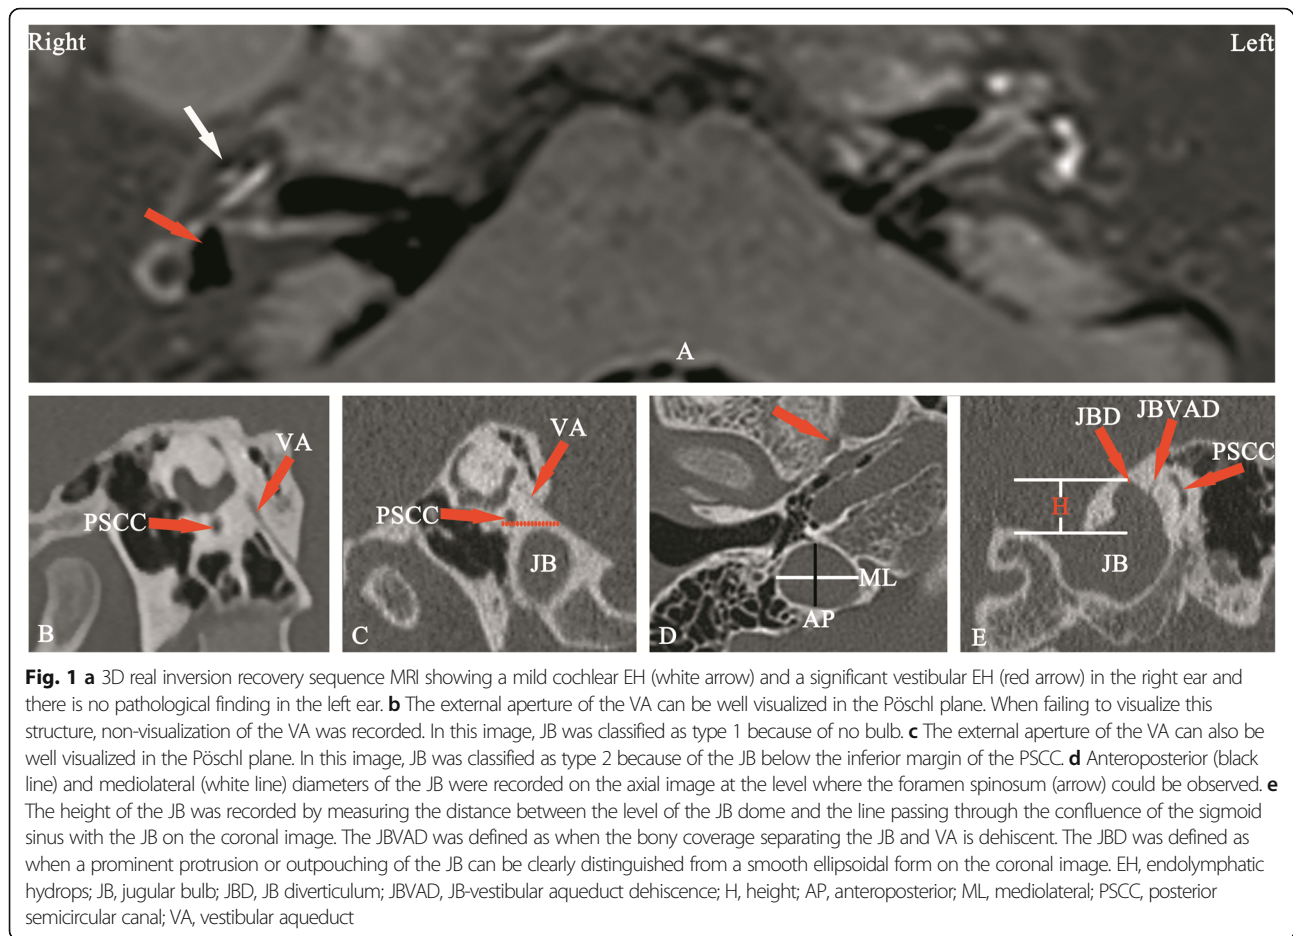 Right
Left
A
VA
PSCC
B
VA
PSCC
JB
C
ML
AP
D
JBVAD
JBD
PSCC
H
JB
E
Fig. 1 a 3D real inversion recovery sequence MRI showing a mild cochlear EH (white arrow) and a significant vestibular EH (red arrow) in the right ear and
there is no pathological finding in the left ear. b The external aperture of the VA can be well visualized in the Pöschl plane. When failing to visualize this
structure, non-visualization of the VA was recorded. In this image, JB was classified as type 1 because of no bulb. c The external aperture of the VA can also be
well visualized in the Pöschl plane. In this image, JB was classified as type 2 because of the JB below the inferior margin of the PSCC. d Anteroposterior (black
line) and mediolateral (white line) diameters of the JB were recorded on the axial image at the level where the foramen spinosum (arrow) could be observed. e
The height of the JB was recorded by measuring the distance between the level of the JB dome and the line passing through the confluence of the sigmoid
sinus with the JB on the coronal image. The JBVAD was defined as when the bony coverage separating the JB and VA is dehiscent. The JBD was defined as
when a prominent protrusion or outpouching of the JB can be clearly distinguished from a smooth ellipsoidal form on the coronal image. EH, endolymphatic
hydrops; JB, jugular bulb; JBD, JB diverticulum; JBVAD, JB-vestibular aqueduct dehiscence; H, height; AP, anteroposterior; ML, mediolateral; PSCC, posterior
semicircular canal; VA, vestibular aqueduct